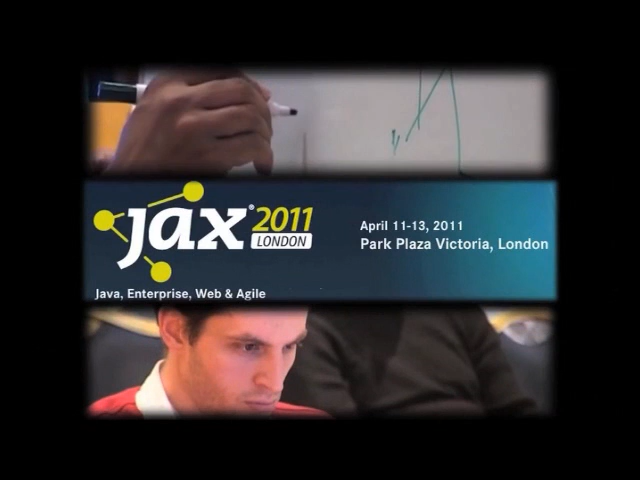 jax® 2011
LONDON
April 11-13, 2011
Park Plaza Victoria, London
Java, Enterprise, Web & Agile